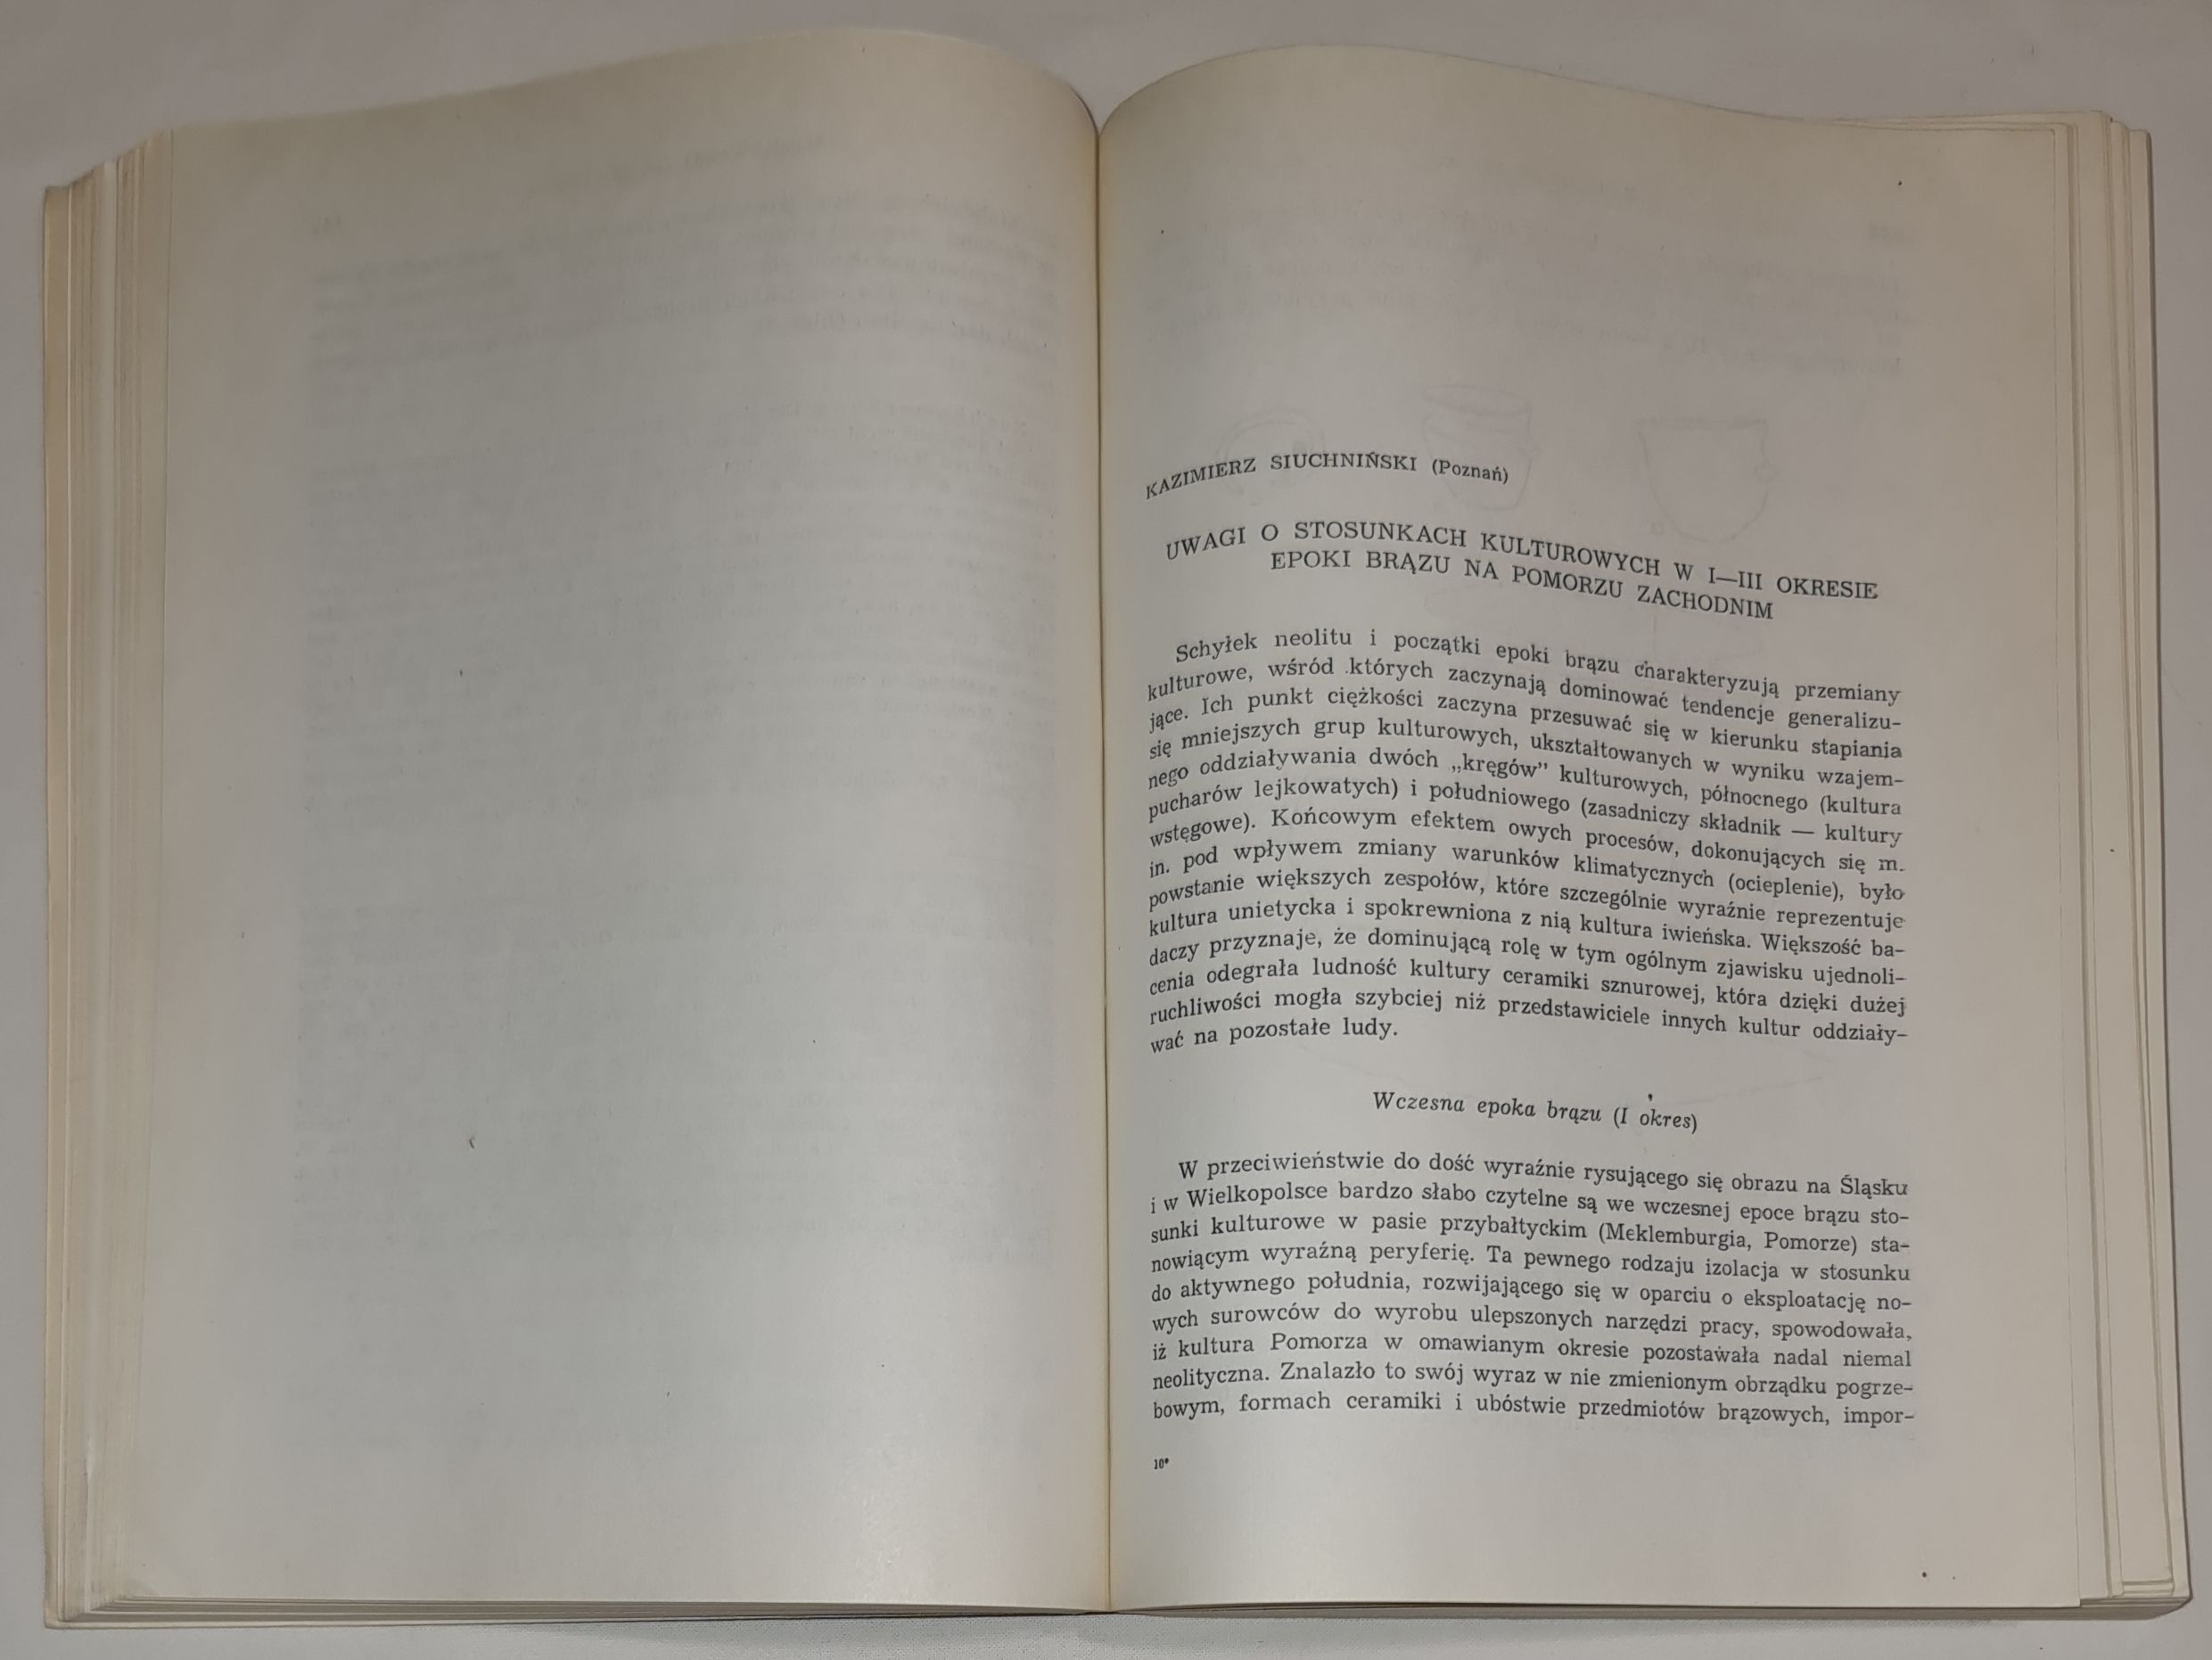 KAZIMIERZ SIUCHNIŃSKI (Poznań)
UWAGI O STOSUNKACH KULTUROWYCH W I—III OKRESIE
EPOKI BRĄZU NA POMORZU ZACHODNIM
Schyłek neolitu i początki epoki brązu charakteryzują przemiany
kulturowe, wśród których zaczynają dominować tendencje generalizu-
jące. Ich punkt ciężkości zaczyna przesuwać się w kierunku stapiania
się mniejszych grup kulturowych, ukształtowanych w wyniku wzajem-
nego oddziaływania dwóch „kręgów” kulturowych, północnego (kultura
pucharów lejkowatych) i południowego (zasadniczy składnik — kultury
wstęgowe). Końcowym efektem owych procesów, dokonujących się m.
in. pod wpływem zmiany warunków klimatycznych (ocieplenie), było
powstanie większych zespołów, które szczególnie wyraźnie reprezentuje
kultura unietycka i spokrewniona z nią kultura iwieńska. Większość ba-
daczy przyznaje, że dominującą rolę w tym ogólnym zjawisku ujednoli-
cenia odegrała ludność kultury ceramiki sznurowej, która dzięki dużej
ruchliwości mogła szybciej niż przedstawiciele innych kultur oddziały-
wać na pozostałe ludy.
Wczesna epoka brązu (I okres)
W przeciwieństwie do dość wyraźnie rysującego się obrazu na Śląsku
i w Wielkopolsce bardzo słabo czytelne są we wczesnej epoce brązu sto-
sunki kulturowe w pasie przybałtyckim (Meklemburgia, Pomorze) sta-
nowiącym wyraźną peryferię. Ta pewnego rodzaju izolacja w stosunku
do aktywnego południa, rozwijającego się w oparciu o eksploatację no-
wych surowców do wyrobu ulepszonych narzędzi pracy, spowodowała,
iż kultura Pomorza w omawianym okresie pozostawała nadal niemal
neolityczna. Znalazło to swój wyraz w nie zmienionym obrządku pogrze-
bowym, formach ceramiki i ubóstwie przedmiotów brązowych, impor-
10*